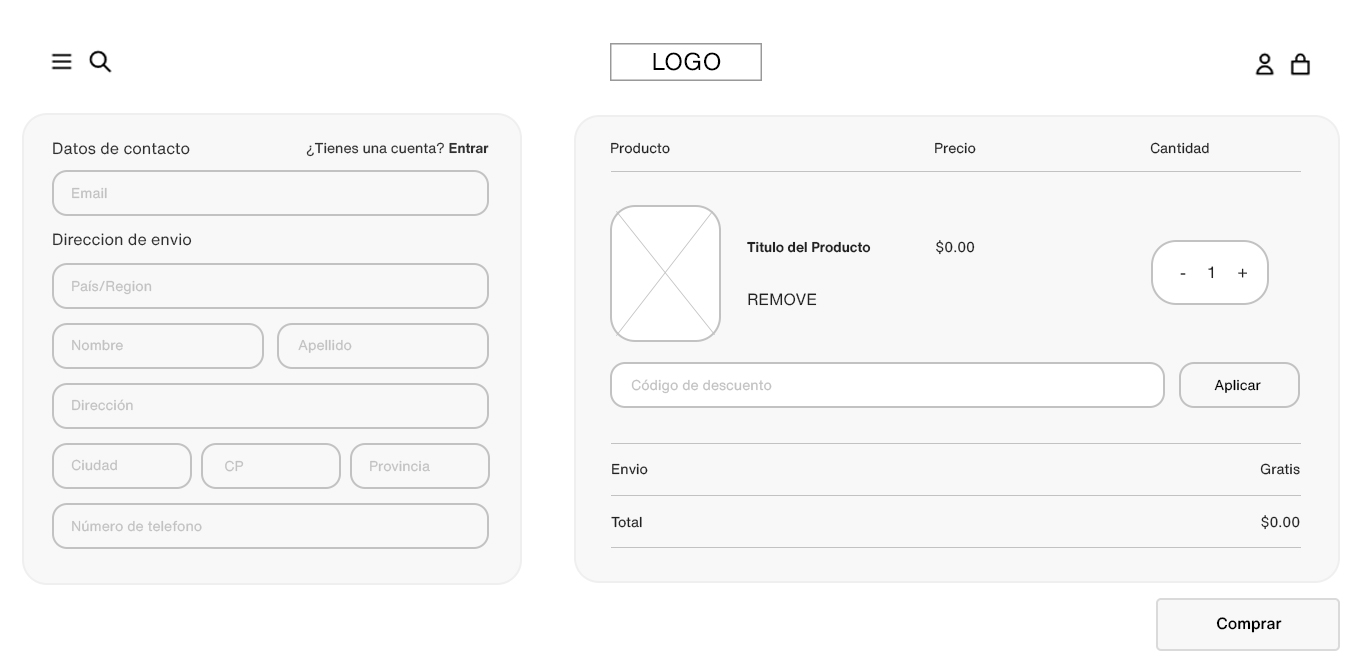 LOGO
Datos de contacto
¿Tienes una cuenta? Entrar
Email
Direccion de envio
País/Region
Nombre
Apellido
Dirección
Ciudad
CP
Provincia
Número de telefono
Producto
Precio
Cantidad
Titulo del Producto
$0.00
REMOVE
- 1 +
Código de descuento
Aplicar
Envio
Gratis
Total
$0.00
Comprar